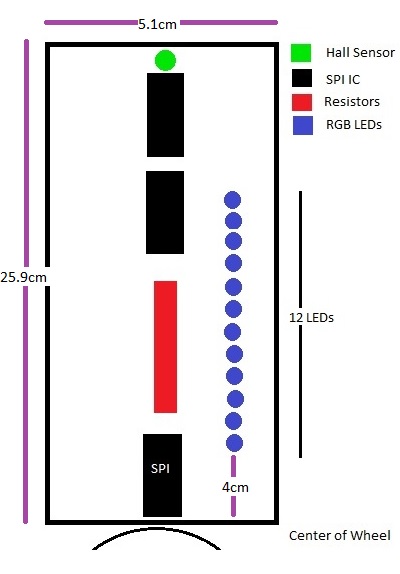 5.1cm
Hall Sensor
SPI IC
Resistors
RGB LEDs
25.9cm
12 LEDs
SPI
4cm
Center of Wheel